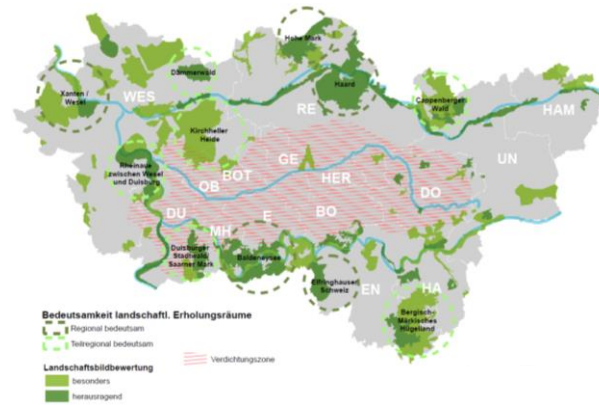 Hohe Mark
Dämmerwald
Haard
Xanten /
Wesel
WES
Cappenberger
Wald
HAM
RE
Kirchheller
Heide
UN
GE
Rheinaue
zwischen Wesel
und Duisburg
BOT
HER
OB
DO
DU
E
BO
MH
Duisburger
Stadtwald/
Saarner Mark
Baldeneysee
Elfringhauser
Schweiz
EN
HA
Bergisch-
Märkisches
Hügelland
Bedeutsamkeit landschaftl. Erholungsräume
Regional bedeutsam
Teilregional bedeutsam
Verdichtungszone
Landschaftsbildbewertung
besonders
herausragend